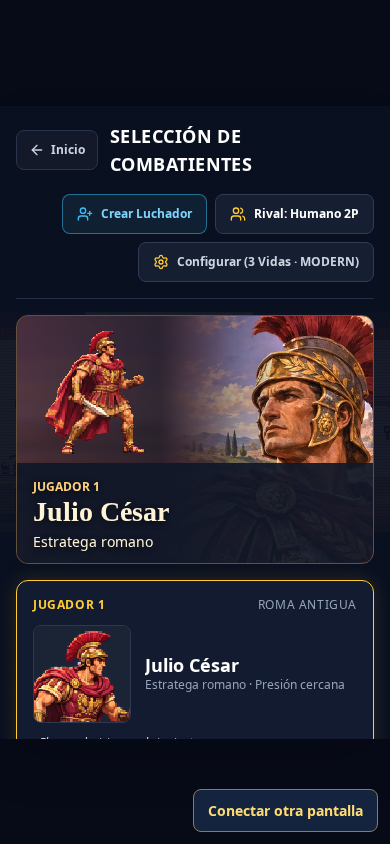 Inicio
SELECCIÓN DE
COMBATIENTES
Crear Luchador
Rival: Humano 2P
Configurar (3 Vidas · MODERN)
JUGADOR 1
Julio César
Estratega romano
JUGADOR 1
ROMA ANTIGUA
Julio César
Estratega romano · Presión cercana
Conectar otra pantalla